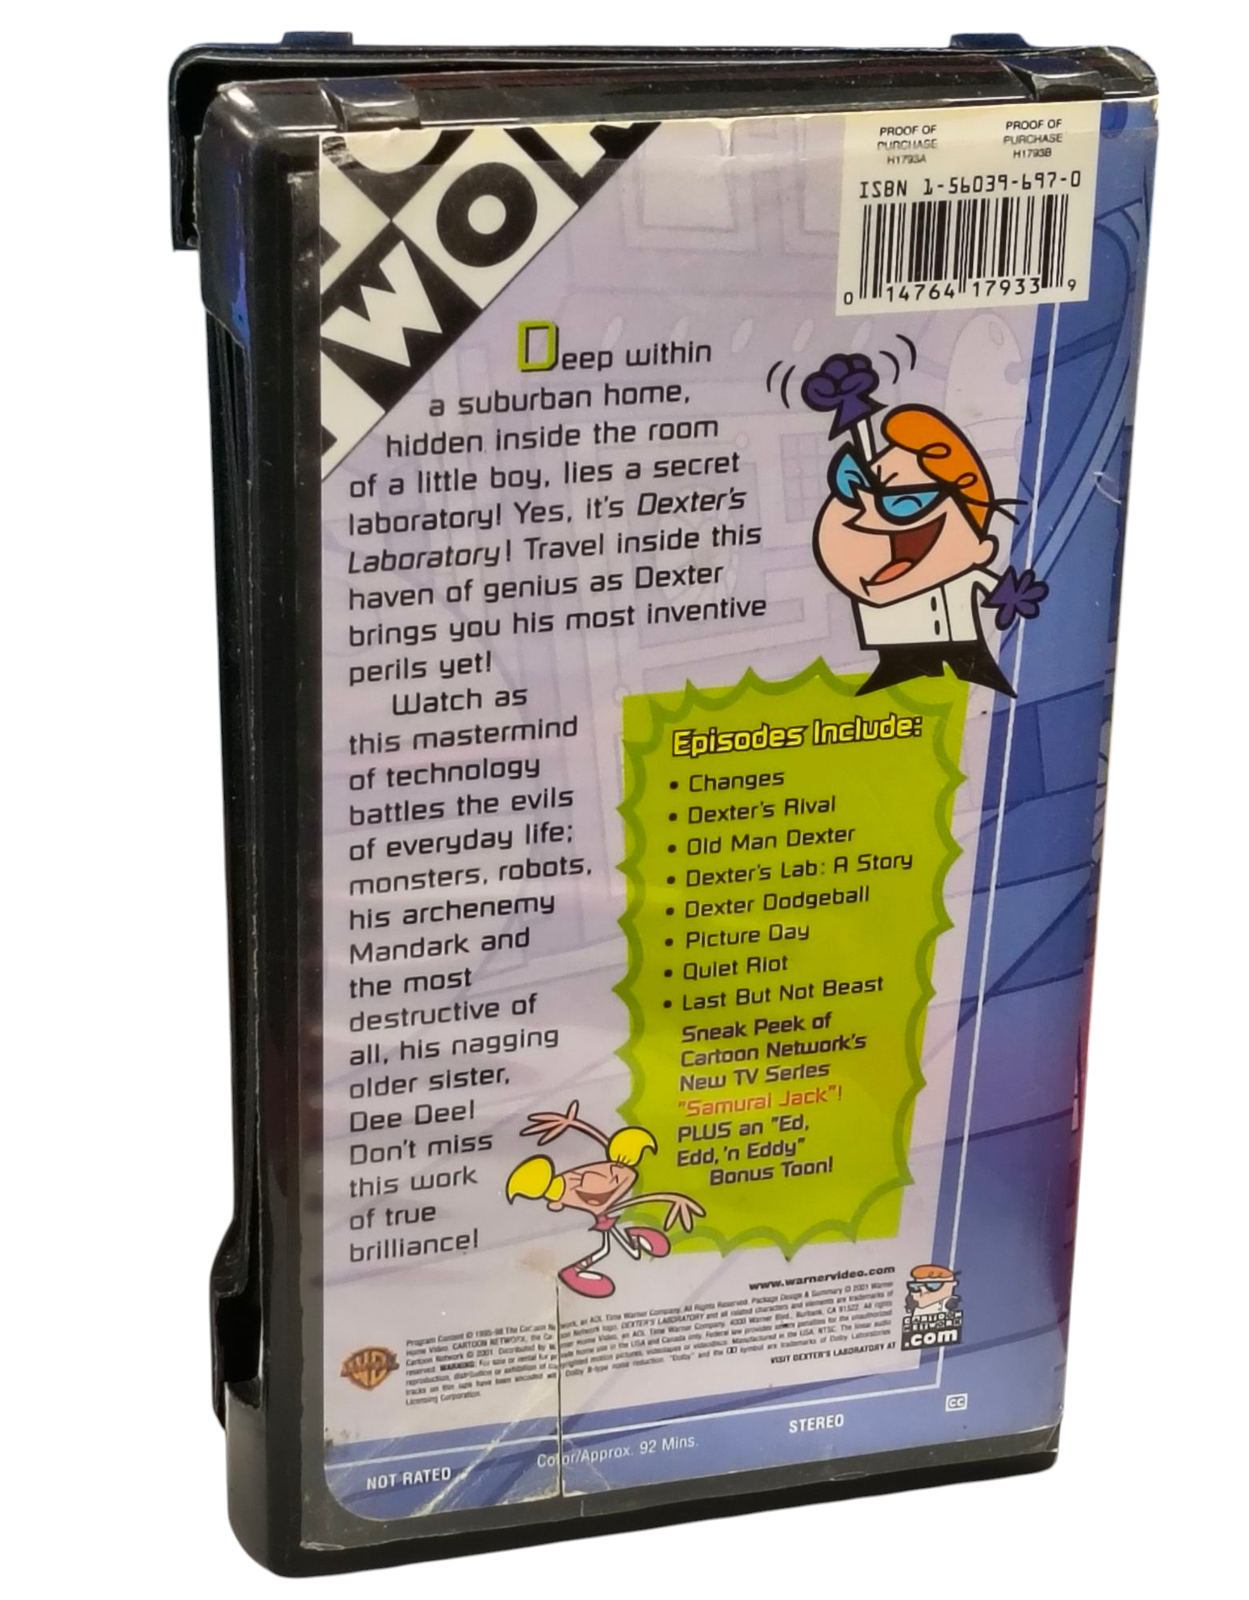 TWOR
PROOF OF
PURCHASE
H1793A
PROOF OF
PURCHASE
H1793B
ISBN 1-56039-697-0
0 14764 17933 9
Deep within
a suburban home,
hidden inside the room
of a little boy, lies a secret
laboratory! Yes, it's Dexter's
Laboratory! Travel inside this
haven of genius as Dexter
brings you his most inventive
perils yet!
Watch as
this mastermind
of technology
battles the evils
of everyday life;
monsters, robots,
his archenemy
Mandark and
the most
destructive of
all, his nagging
older sister,
Dee Dee!
Don't miss
this work
of true
brilliance!
Episodes Include:
• Changes
• Dexter's Rival
• Old Man Dexter
• Dexter's Lab: A Story
• Dexter Dodgeball
• Picture Day
• Quiet Riot
• Last But Not Beast
Sneak Peek of
Cartoon Network's
New TV Series
"Samurai Jack"!
PLUS an "Ed,
Edd, 'n Eddy"
Bonus Toon!
www.warnervideo.com
WB
CARTOON
NETWORK
.com
VISIT DEXTER'S LABORATORY AT
NOT RATED
Color/Approx. 92 Mins.
STEREO
CC